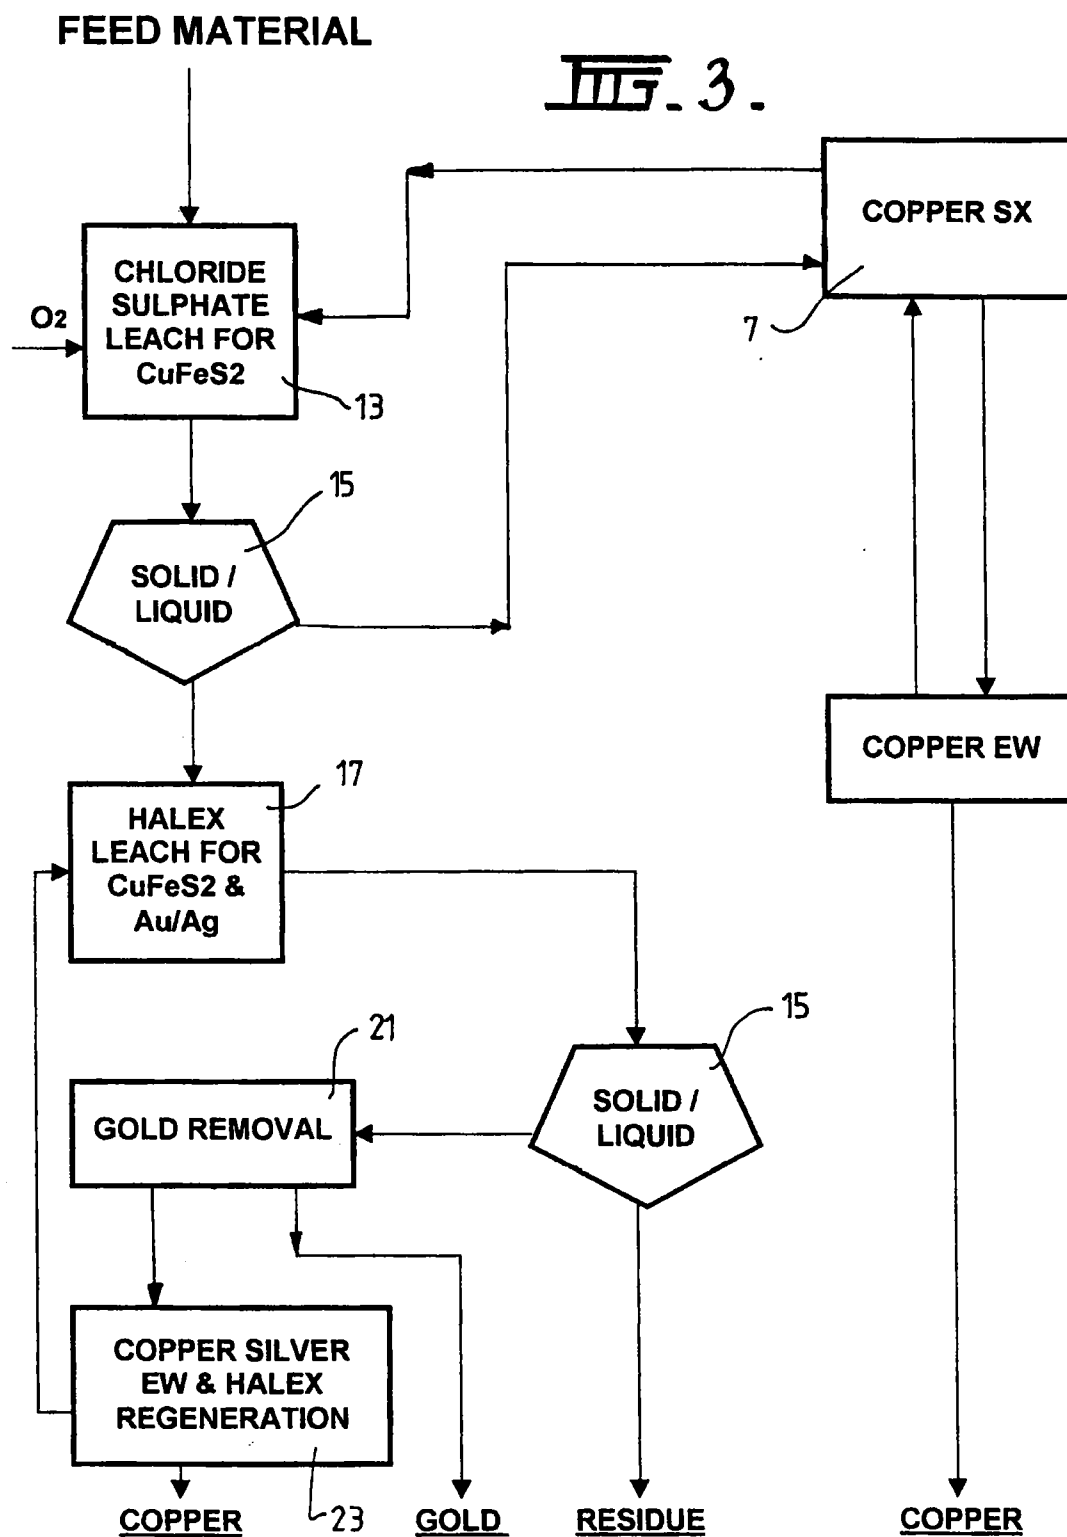 FEED MATERIAL
FIG. 3.
COPPER SX
7
CHLORIDE
SULPHATE
LEACH FOR
CuFeS2
O2
13
15
SOLID /
LIQUID
COPPER EW
17
HALEX
LEACH FOR
CuFeS2 &
Au/Ag
15
SOLID /
LIQUID
21
GOLD REMOVAL
COPPER SILVER
EW & HALEX
REGENERATION
23
COPPER
GOLD
RESIDUE
COPPER